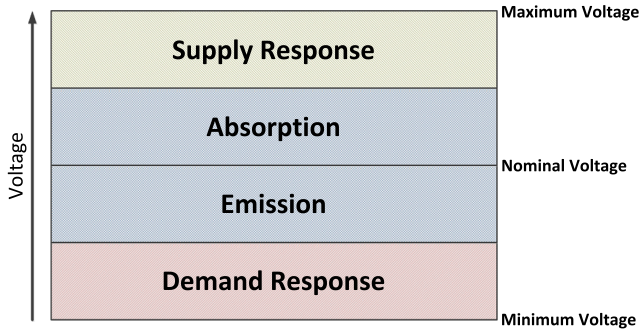 Maximum Voltage
Supply Response
Absorption
Voltage
Nominal Voltage
Emission
Demand Response
Minimum Voltage